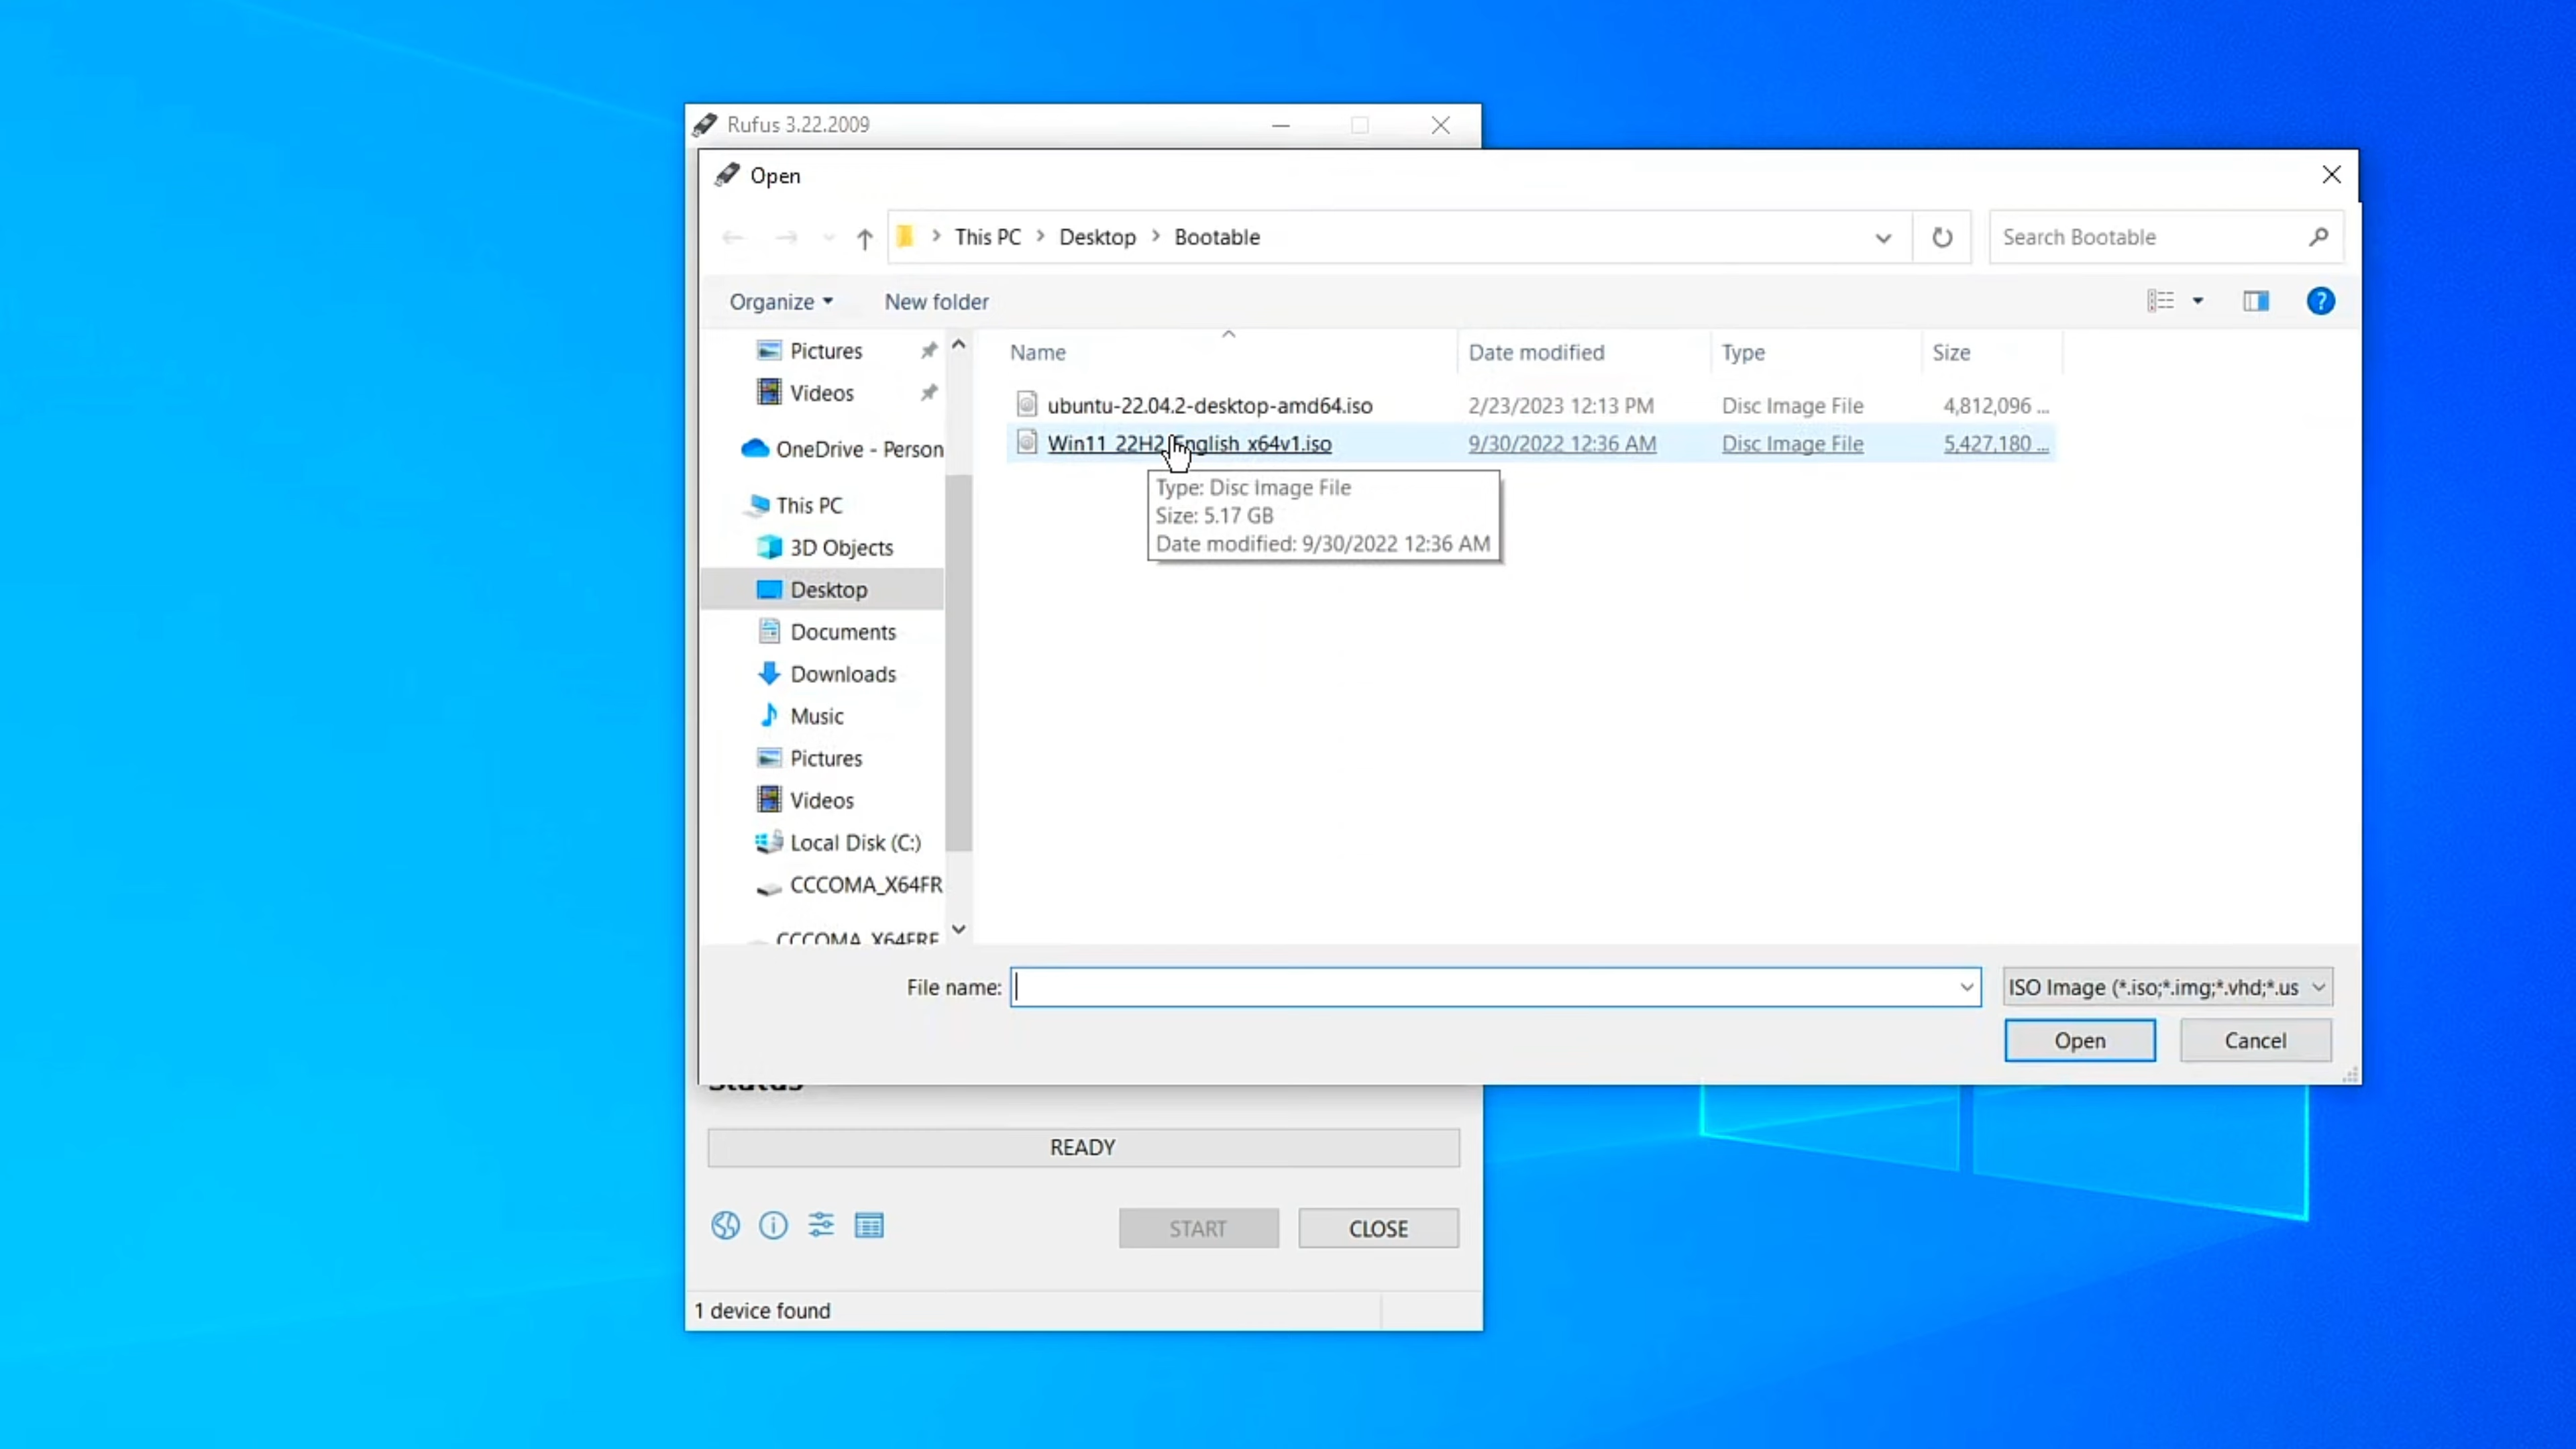 Rufus 3.22.2009
Open
This PC > Desktop > Bootable
Search Bootable
Organize
New folder
Name
Date modified
Type
Size
ubuntu-22.04.2-desktop-amd64.iso
2/23/2023 12:13 PM
Disc Image File
4,812,096 ...
Win11_22H2_English_x64v1.iso
9/30/2022 12:36 AM
Disc Image File
5,427,180 ...
Type: Disc Image File
Size: 5.17 GB
Date modified: 9/30/2022 12:36 AM
Pictures
Videos
OneDrive - Person
This PC
3D Objects
Desktop
Documents
Downloads
Music
Pictures
Videos
Local Disk (C:)
CCCOMA_X64FR
CCCOMA_X64FRE
File name:
ISO Image (*.iso;*.img;*.vhd;*.us
Open
Cancel
Status
READY
START
CLOSE
1 device found